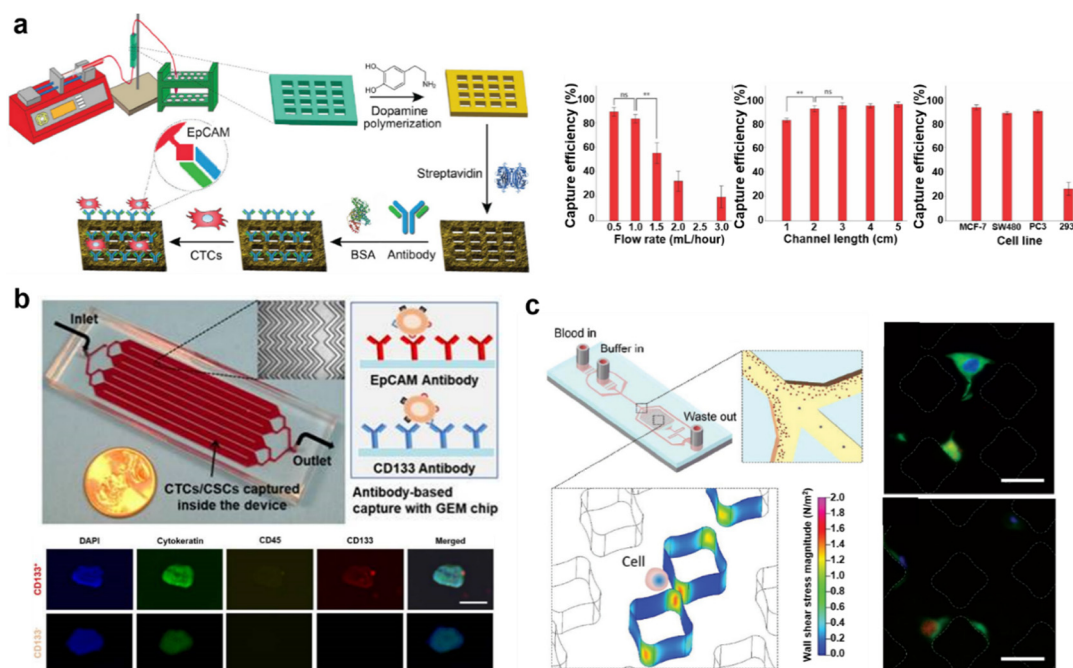 a
EpCAM
HO
HO
NH₂
Dopamine
polymerization
Streptavidin
CTCs
BSA
Antibody
Capture efficiency (%)
100
80
60
40
20
0
ns
**
0.5 1.0 1.5 2.0 2.5 3.0
Flow rate (mL/hour)
Capture efficiency (%)
100
80
60
40
20
0
**
ns
1 2 3 4 5
Channel length (cm)
Capture efficiency (%)
100
80
60
40
20
0
MCF-7 SW480 PC3 293T
Cell line
b
Inlet
Outlet
CTCs/CSCs captured
inside the device
EpCAM Antibody
CD133 Antibody
Antibody-based
capture with GEM chip
DAPI Cytokeratin CD45 CD133 Merged
CD133⁺
CD133⁻
c
Blood in
Buffer in
Waste out
Cell
Wall shear stress magnitude (N/m²)
2.0
1.8
1.6
1.4
1.2
1.0
0.8
0.6
0.4
0.2
0.0